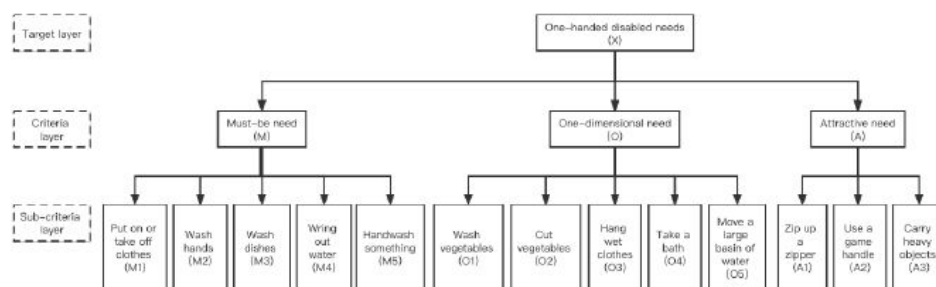 Target layer
One-handed disabled needs
(X)
Criteria
layer
Must-be need
(M)
One-dimensional need
(O)
Attractive need
(A)
Sub-criteria
layer
Put on or
take off
clothes
(M1)
Wash
hands
(M2)
Wash
dishes
(M3)
Wring
out
water
(M4)
Handwash
something
(M5)
Wash
vegetables
(O1)
Cut
vegetables
(O2)
Hang
wet
clothes
(O3)
Take a
bath
(O4)
Move a
large
basin of
water
(O5)
Zip up
a
zipper
(A1)
Use a
game
handle
(A2)
Carry
heavy
objects
(A3)